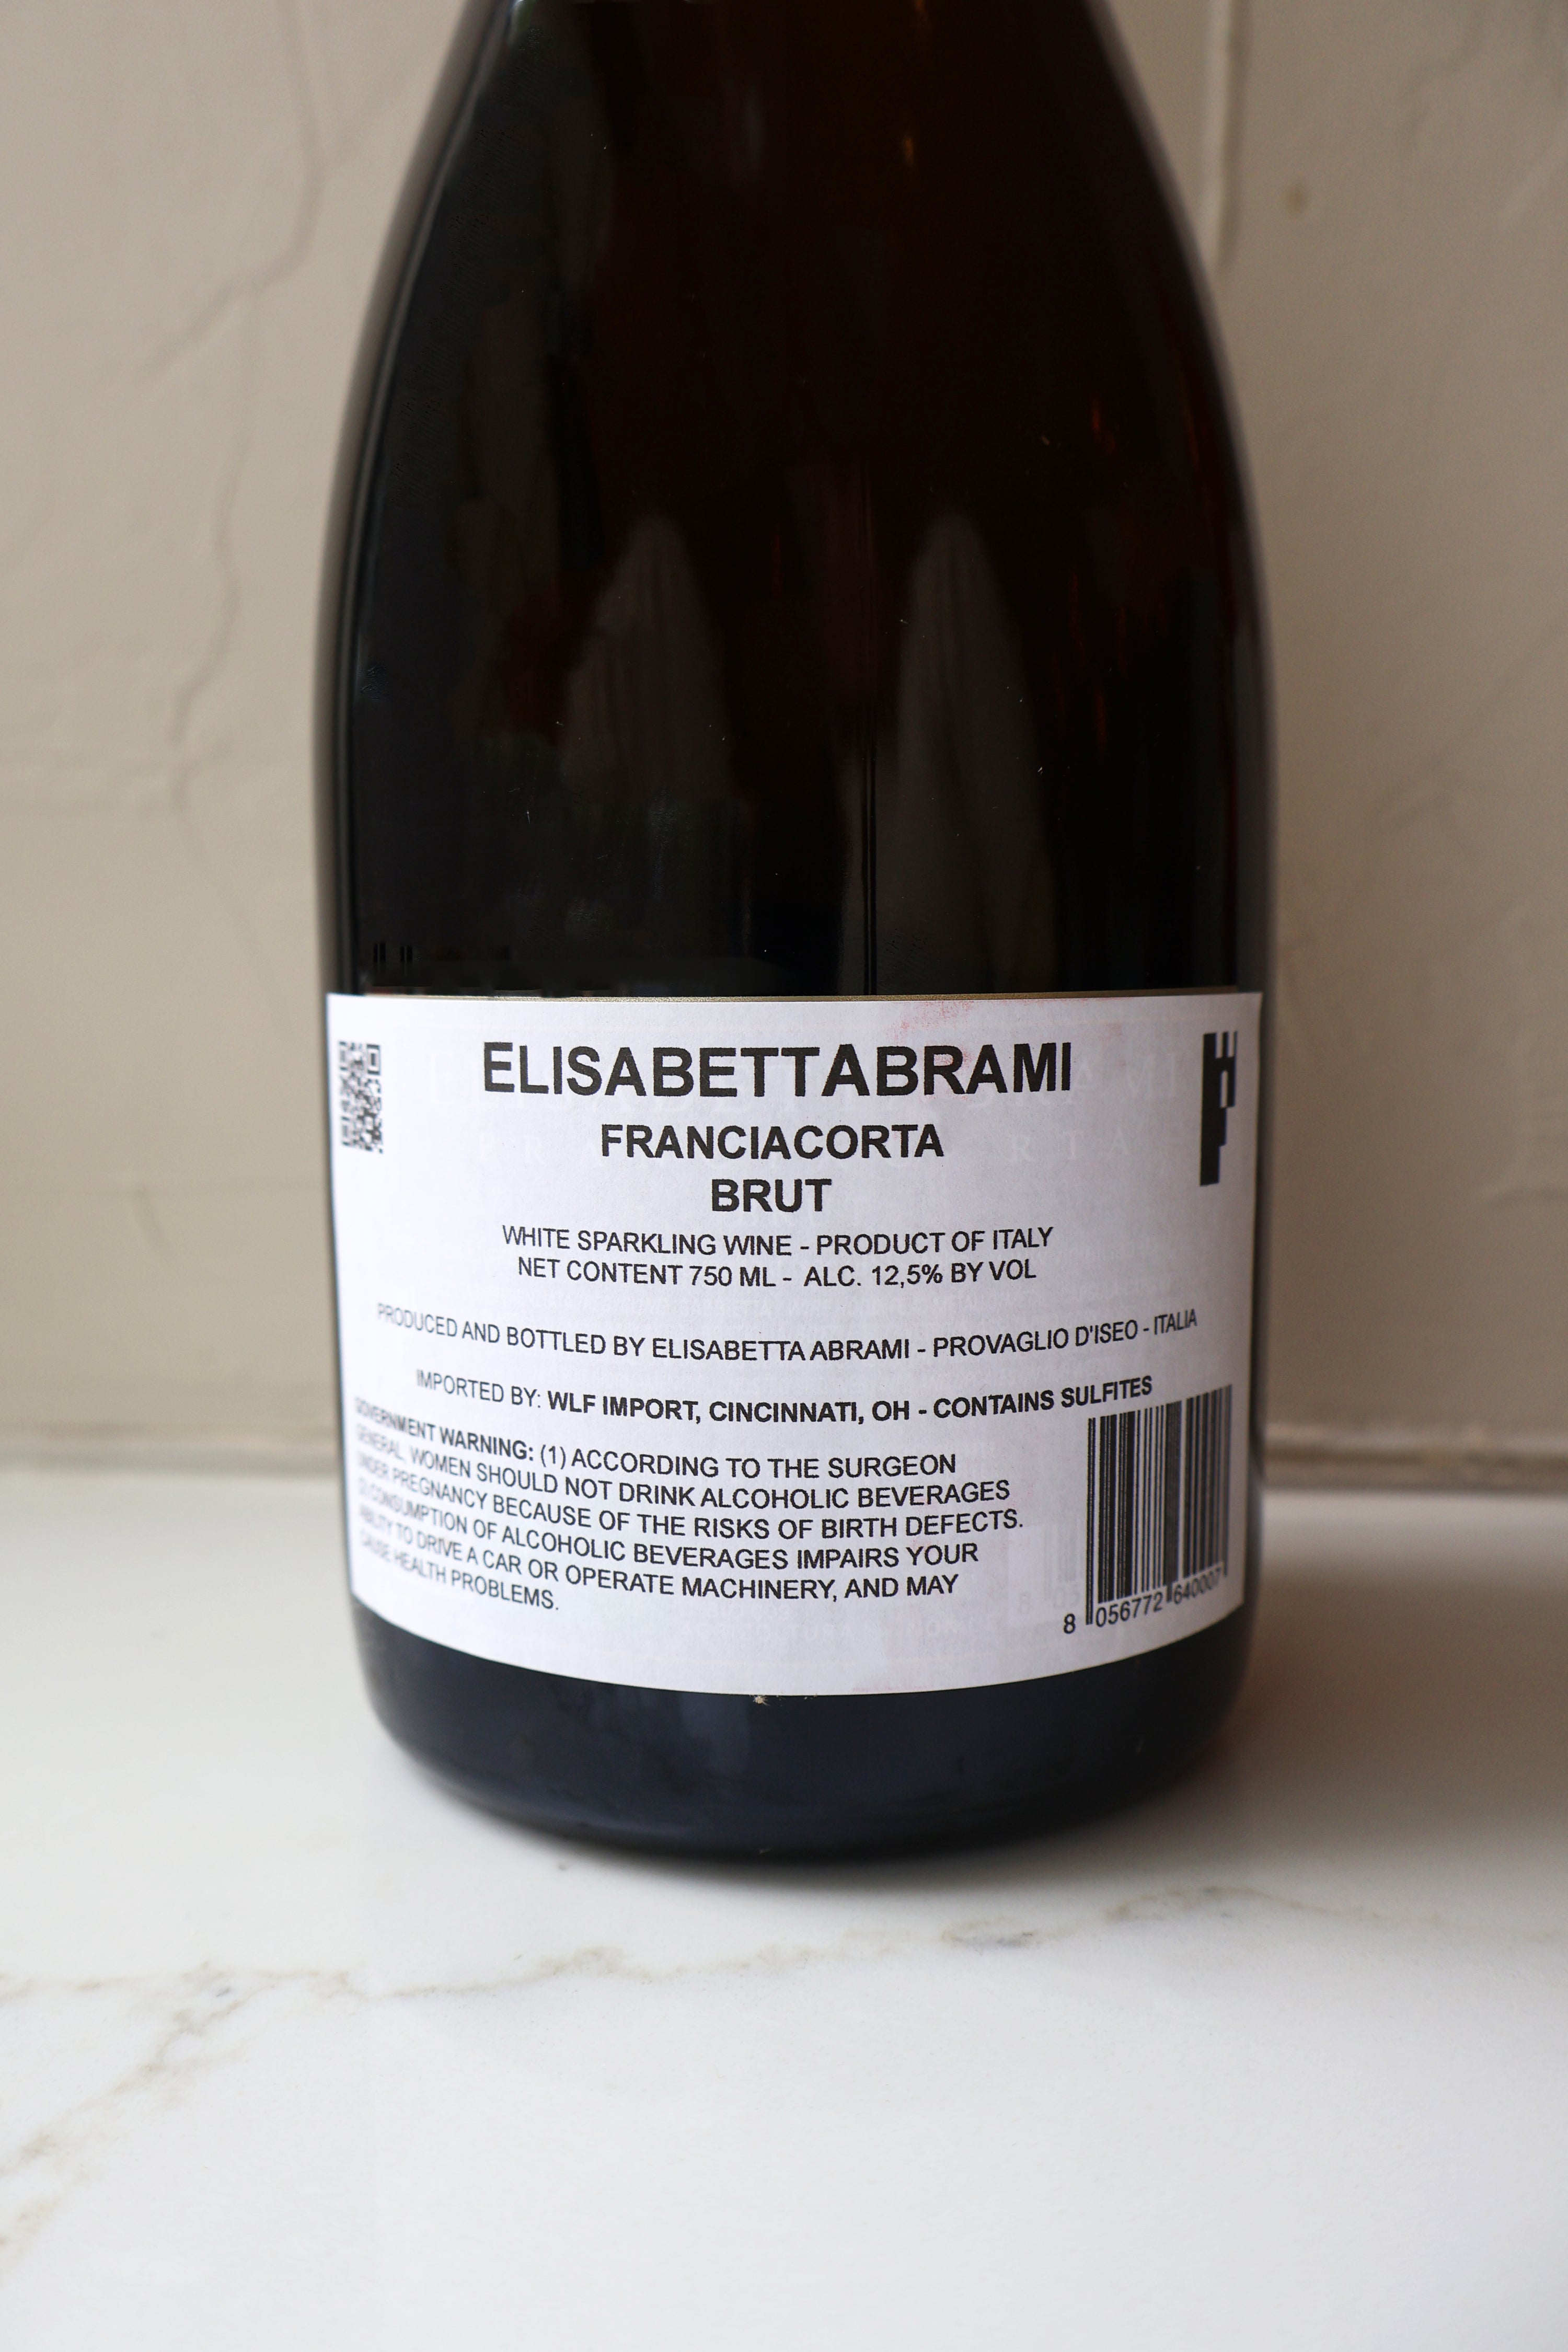 ELISABETTABRAMI
FRANCIACORTA
BRUT
WHITE SPARKLING WINE - PRODUCT OF ITALY
NET CONTENT 750 ML - ALC. 12,5% BY VOL
PRODUCED AND BOTTLED BY ELISABETTA ABRAMI - PROVAGLIO D'ISEO - ITALIA
IMPORTED BY: WLF IMPORT, CINCINNATI, OH - CONTAINS SULFITES
GOVERNMENT WARNING: (1) ACCORDING TO THE SURGEON
GENERAL, WOMEN SHOULD NOT DRINK ALCOHOLIC BEVERAGES
UNDER PREGNANCY BECAUSE OF THE RISKS OF BIRTH DEFECTS.
(2) CONSUMPTION OF ALCOHOLIC BEVERAGES IMPAIRS YOUR
ABILITY TO DRIVE A CAR OR OPERATE MACHINERY, AND MAY
CAUSE HEALTH PROBLEMS.
8 056772 640007